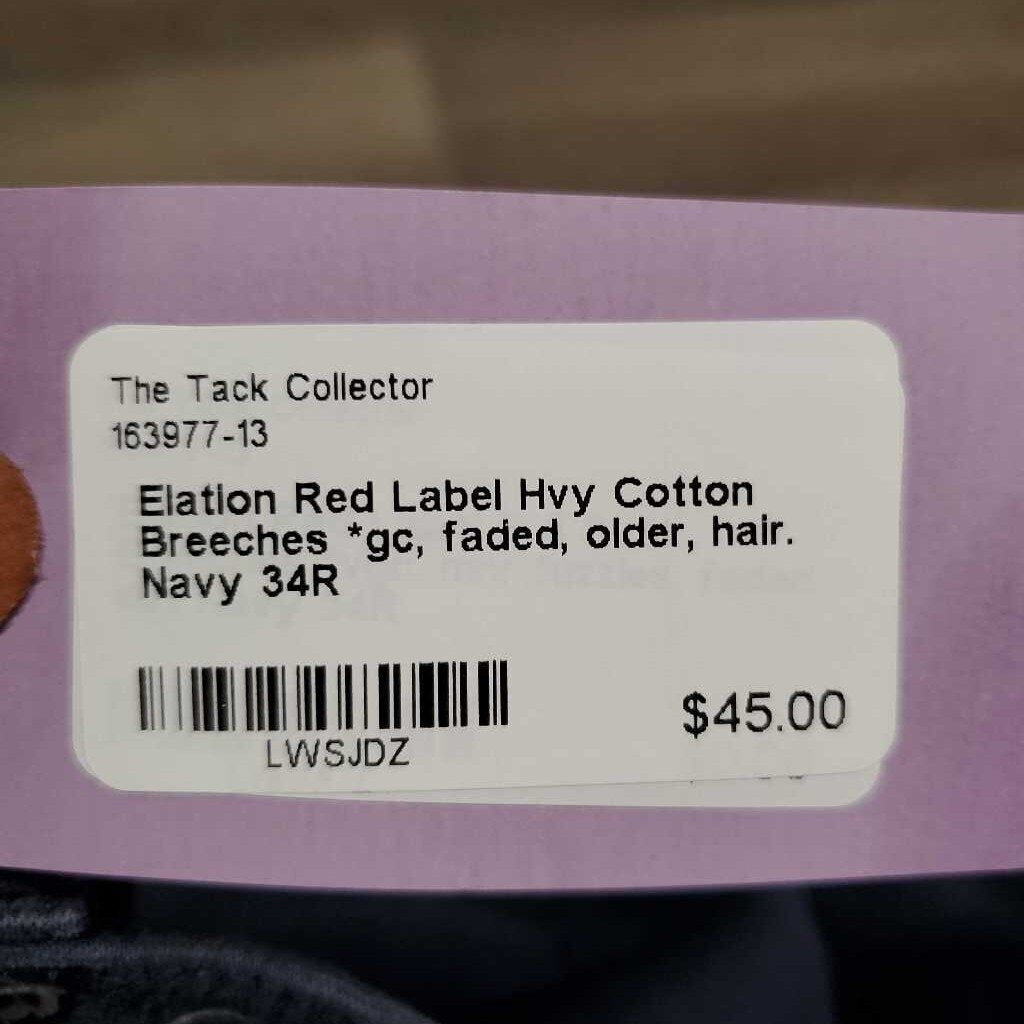 The Tack Collector
163977-13
Elation Red Label Hvy Cotton
Breeches *gc, faded, older, hair.
Navy 34R
LWSJDZ
$45.00